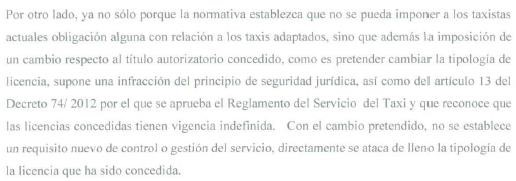 Por otro lado, ya no sólo porque la normativa establezca que no se pueda imponer a los taxistas
actuales obligación alguna con relación a los taxis adaptados, sino que además la imposición de
un cambio respecto al título autorizatorio concedido, como es pretender cambiar la tipología de
licencia, supone una infracción del principio de seguridad jurídica, así como del artículo 13 del
Decreto 74/ 2012 por el que se aprueba el Reglamento del Servicio del Taxi y que reconoce que
las licencias concedidas tienen vigencia indefinida. Con el cambio pretendido, no se establece
un requisito nuevo de control o gestión del servicio, directamente se ataca de lleno la tipología de
la licencia que ha sido concedida.